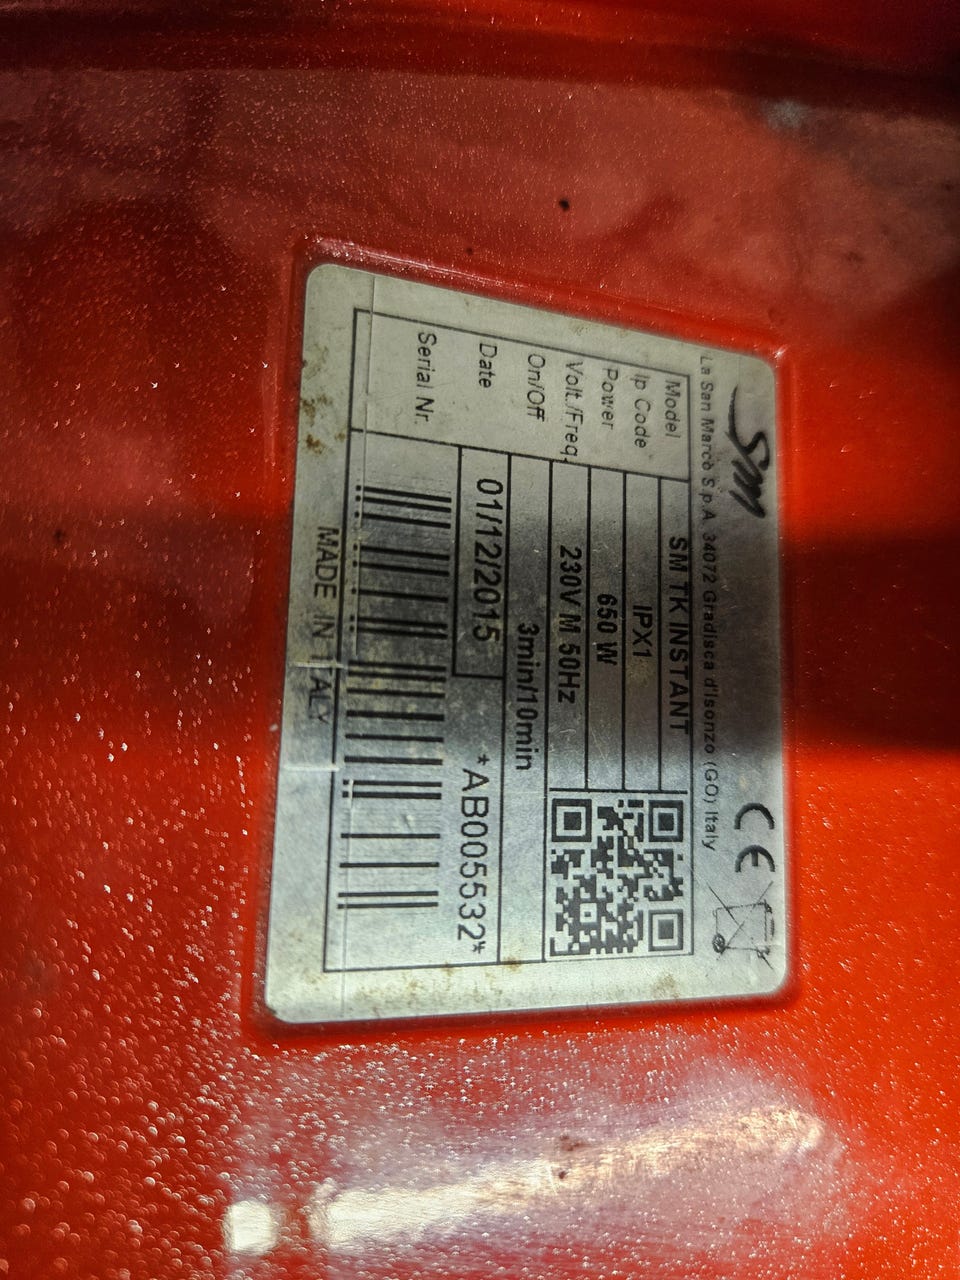 SM
CE
La San Marco S.p.A. 34072 Gradisca d'Isonzo (GO) Italy
Model SM TK INSTANT
Ip Code IPX1
Power 650 W
Volt./Freq. 230V M 50Hz
On/Off 3min/10min
Date 01/12/2015
Serial Nr. *AB005532*
MADE IN ITALY